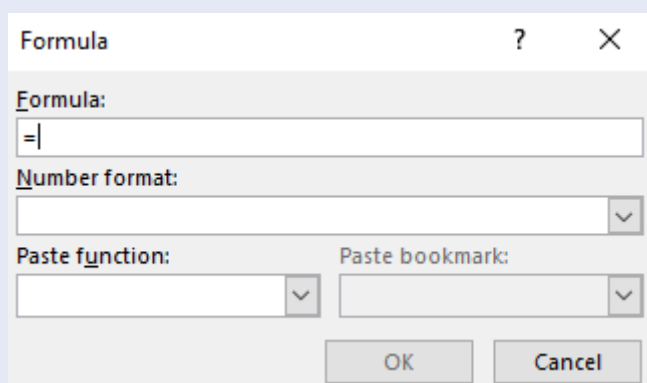 Formula ?
Formula:
=
Number format:
Paste function: Paste bookmark:
OK Cancel